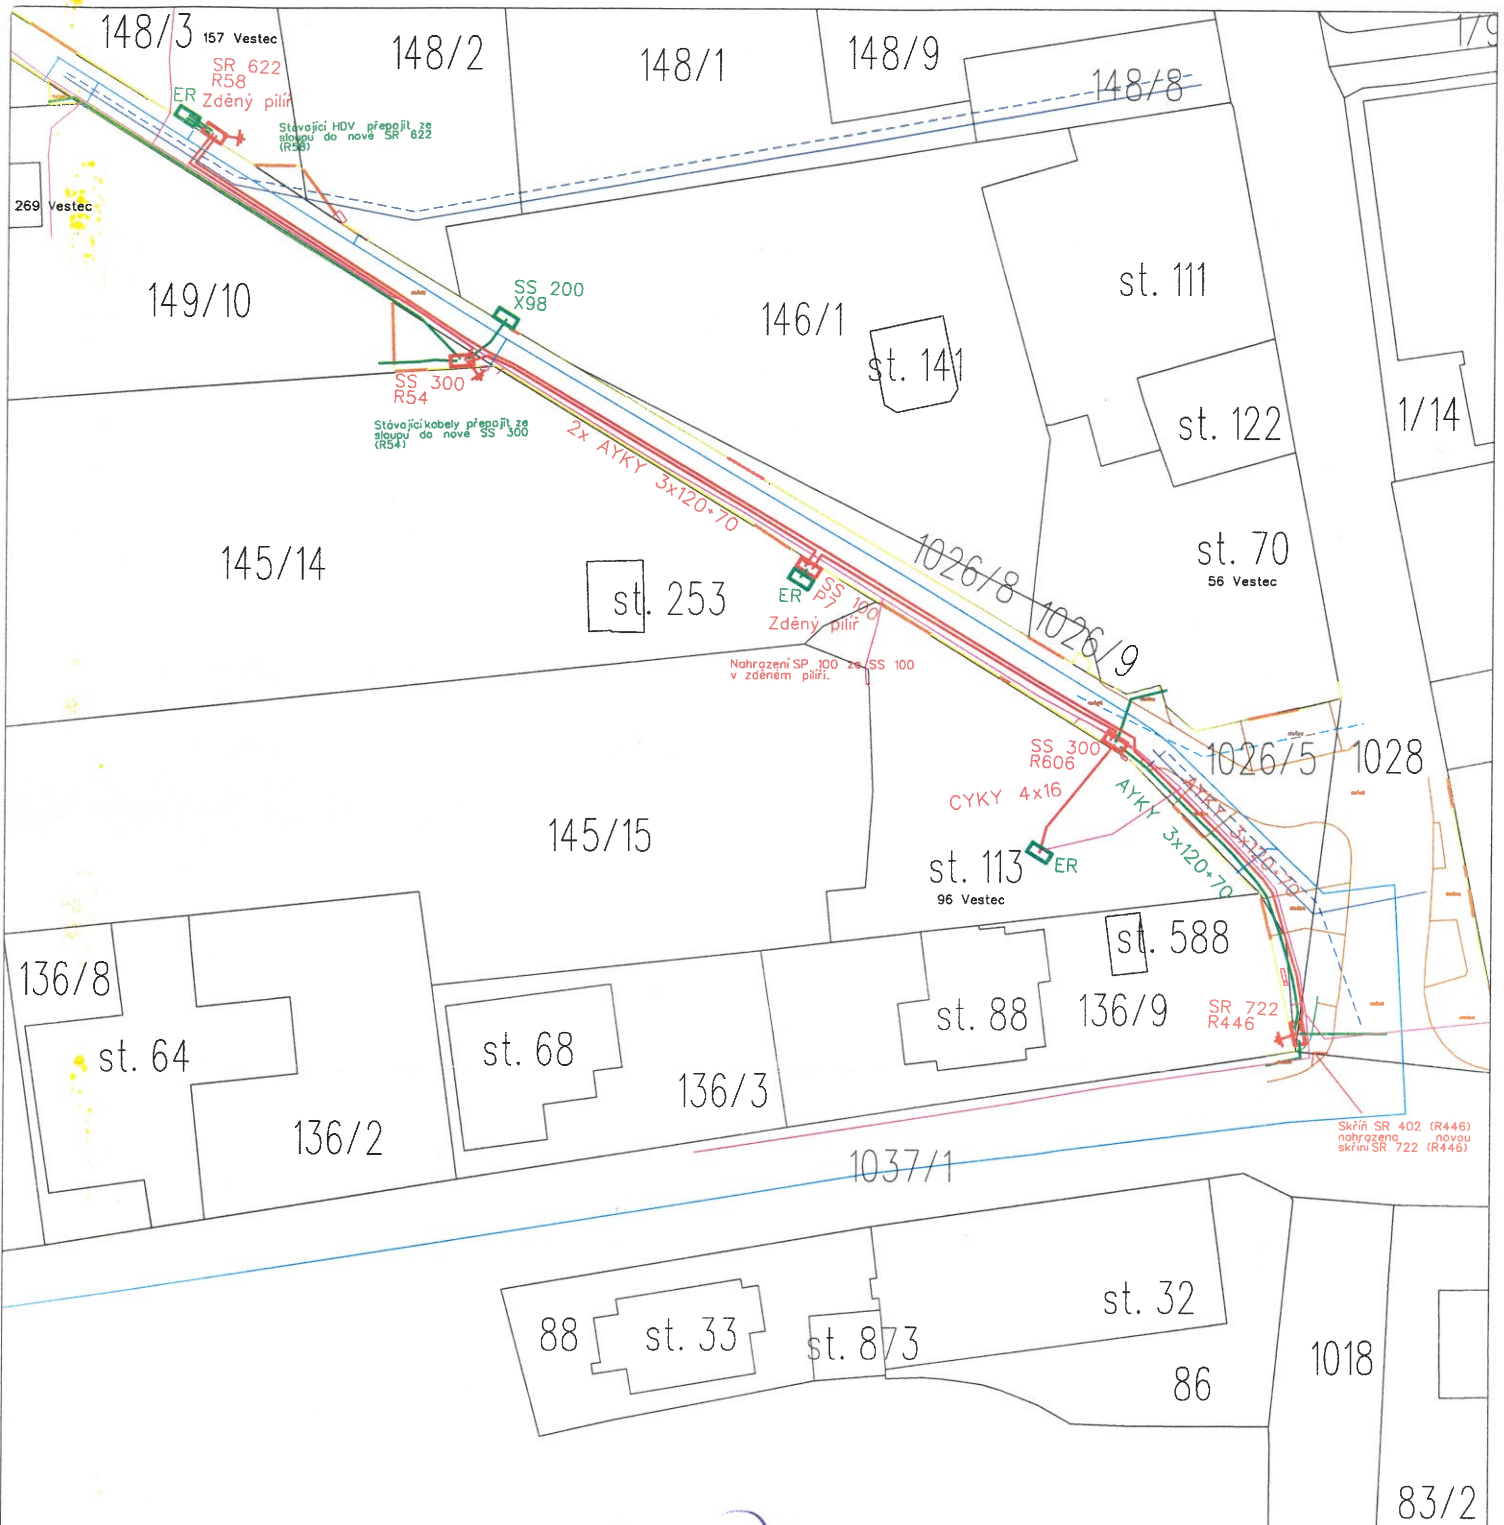 148/3
157 Vestec
148/2
148/1
148/9
148/8
SR 622
R58
Zděný pilíř
ER
Stávající HDV přepojit ze
sloupu do nové SR 622
(R58)
269 Vestec
149/10
SS 200
X98
146/1
st. 111
st. 141
SS 300
R54
st. 122
1/14
Stávající kabely přepojit ze
sloupu do nové SS 300
(R54)
2x AYKY 3x120+70
145/14
st. 253
1026/8
st. 70
56 Vestec
ER
SS 100
P7
Zděný pilíř
1026/9
Nahrazení SP 100 za SS 100
v zděném pilíři.
SS 300
R606
1026/5
1028
CYKY 4x16
AYKY 3x120+70
AYKY 3x120+70
145/15
st. 113
ER
96 Vestec
136/8
st. 588
st. 64
st. 68
st. 88
136/9
SR 722
R446
136/3
136/2
Skříň SR 402 (R446)
nahrazena novou
skříní SR 722 (R446)
1037/1
88
st. 33
st. 873
st. 32
86
1018
83/2